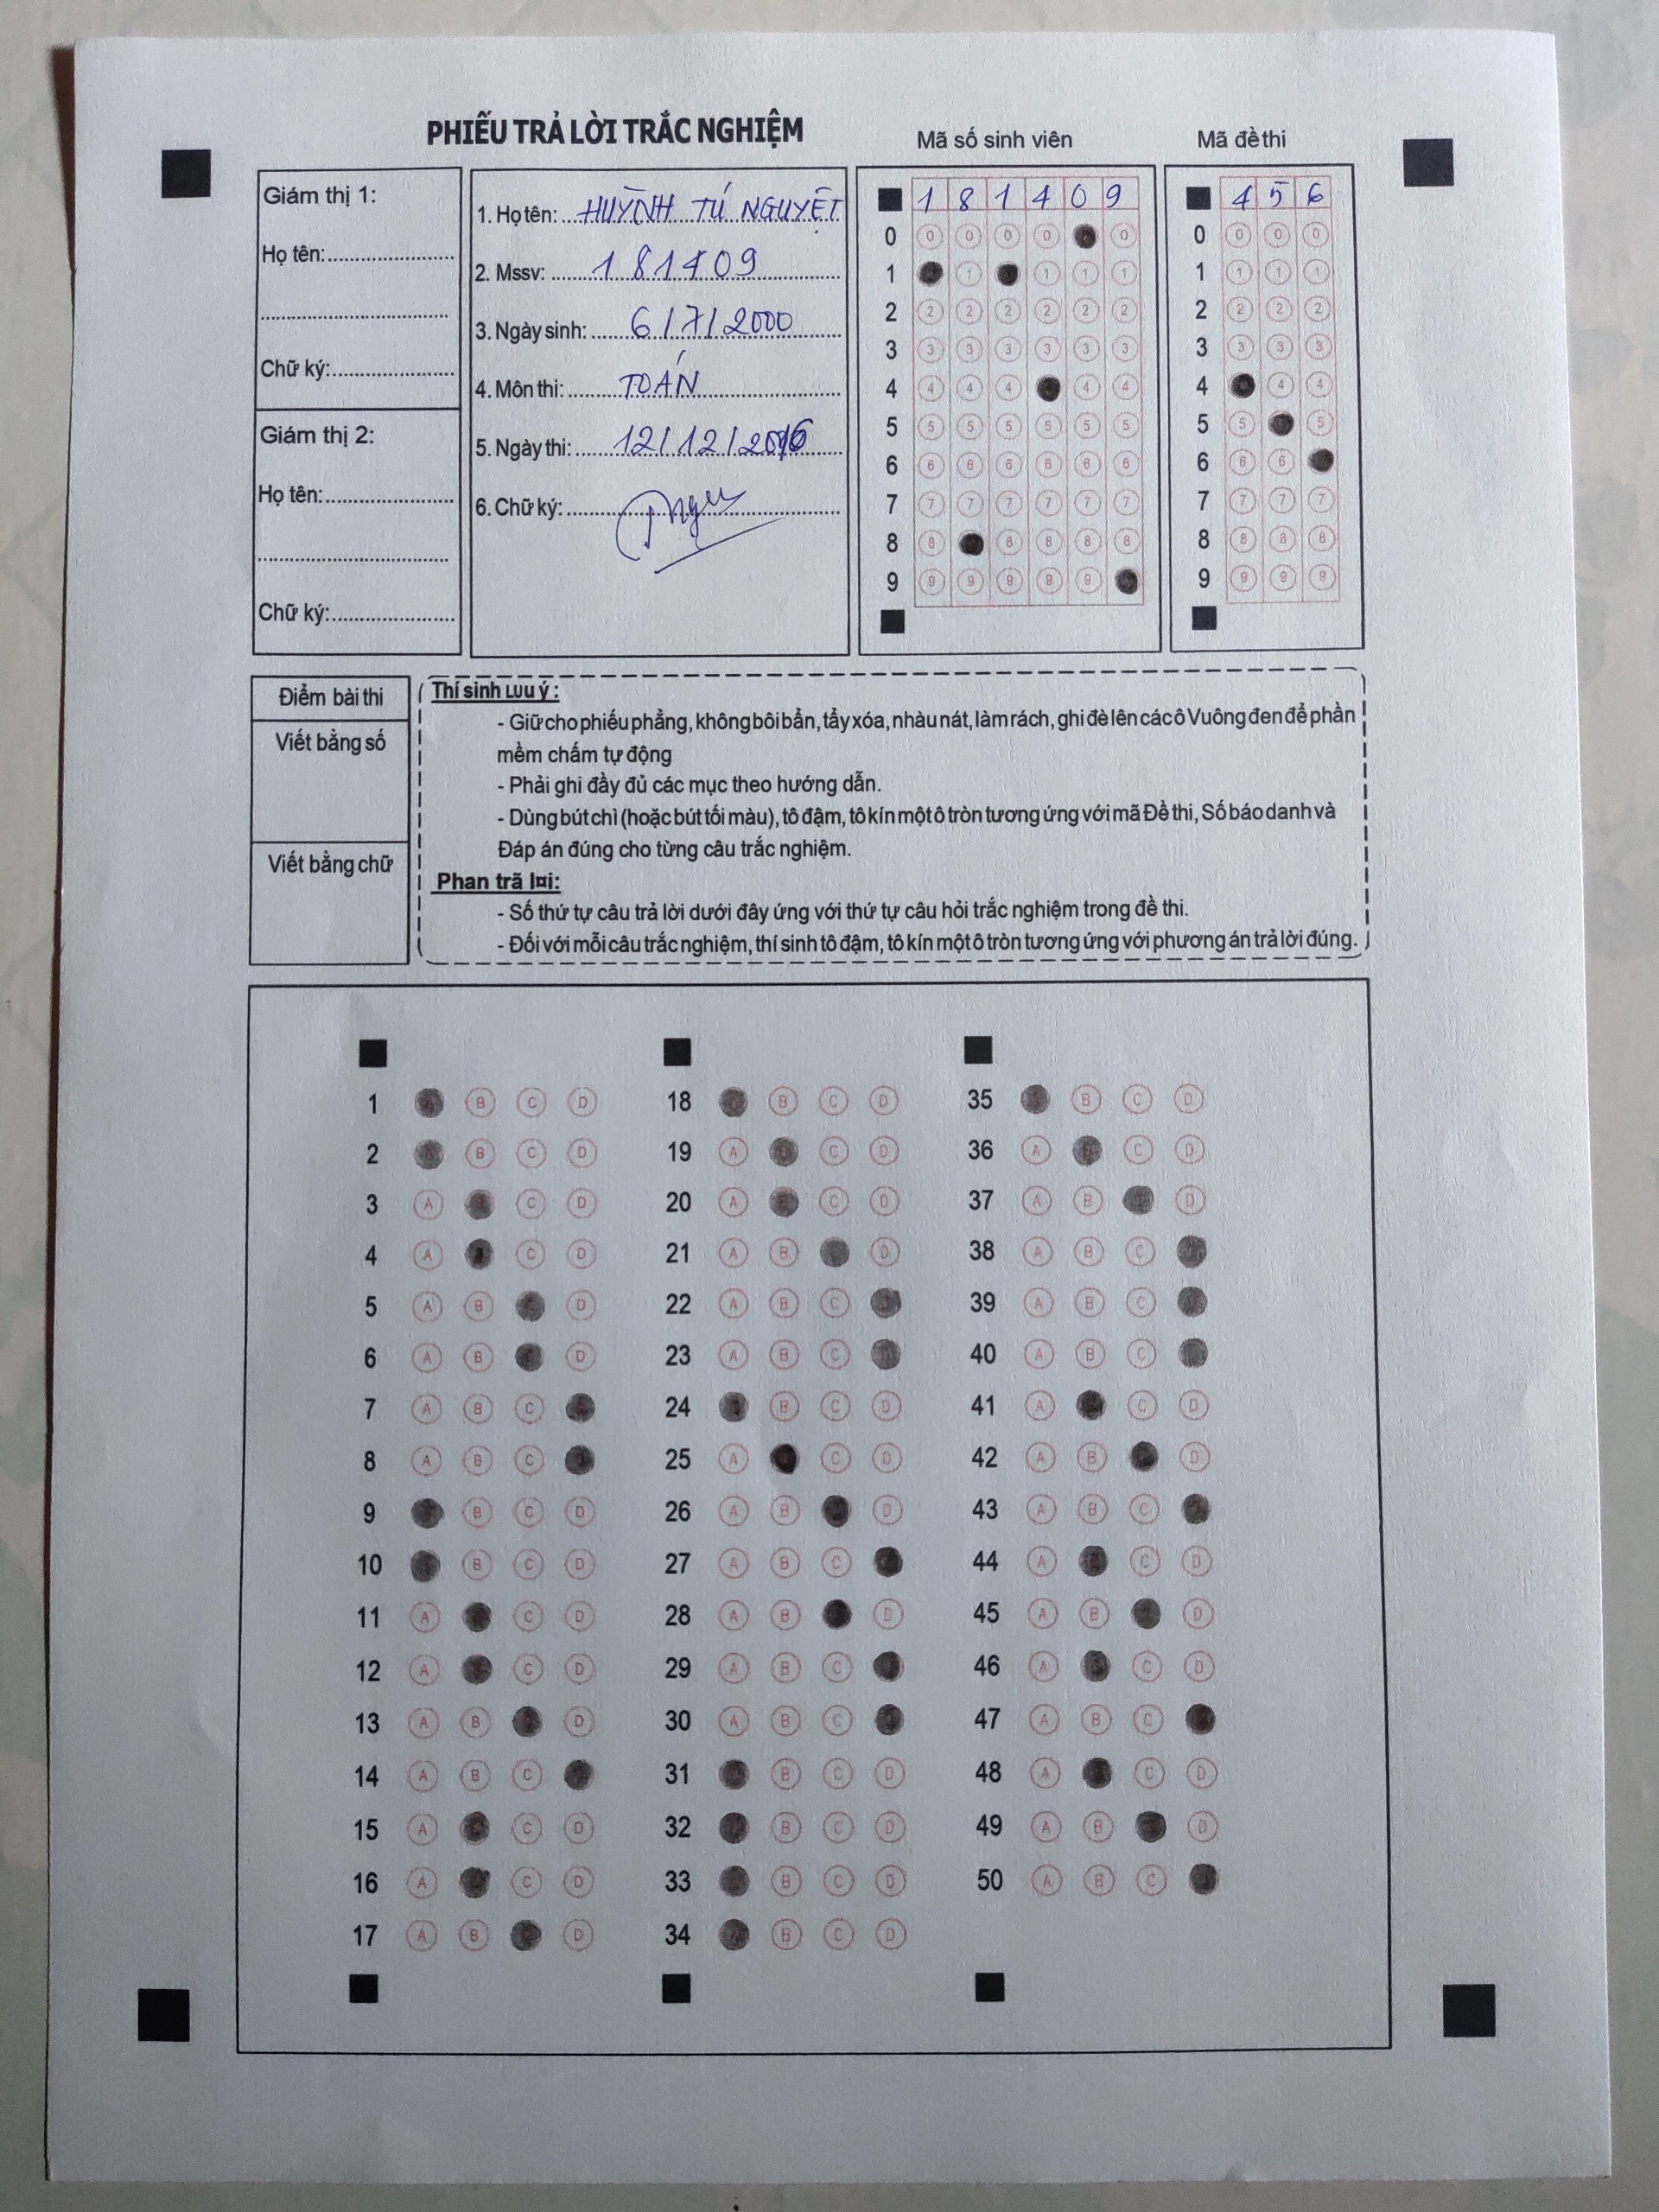 PHIẾU TRẢ LỜI TRẮC NGHIỆM
Mã số sinh viên
Mã đề thi
Giám thị 1:
Họ tên:
Chữ ký:
Giám thị 2:
Họ tên:
Chữ ký:
1. Họ tên: HUỲNH TÚ NGUYỆT
2. Mssv: 181409
3. Ngày sinh: 6/7/2000
4. Môn thi: TOÁN
5. Ngày thi: 12/12/2016
6. Chữ ký:
1 8 1 4 0 9
0 0 0 0 0 0
1 1 1 1 1
2 2 2 2 2 2 2
3 3 3 3 3 3 3
4 4 4 4 4 4
5 5 5 5 5 5 5
6 6 6 6 6 6 6
7 7 7 7 7 7 7
8 8 8 8 8 8
9 9 9 9 9 9
4 5 6
0 0 0 0
1 1 1 1
2 2 2 2
3 3 3 3
4 4 4
5 5 5
6 6 6
7 7 7 7
8 8 8 8
9 9 9 9
Điểm bài thi
Viết bằng số
Viết bằng chữ
Thí sinh Lưu ý :
- Giữ cho phiếu phẳng, không bôi bẩn, tẩy xóa, nhàu nát, làm rách, ghi đè lên các ô Vuông đen để phần
mềm chấm tự động
- Phải ghi đầy đủ các mục theo hướng dẫn.
- Dùng bút chì (hoặc bút tối màu), tô đậm, tô kín một ô tròn tương ứng với mã Đề thi, Số báo danh và
Đáp án đúng cho từng câu trắc nghiệm.
Phan trã l¤i:
- Số thứ tự câu trả lời dưới đây ứng với thứ tự câu hỏi trắc nghiệm trong đề thi.
- Đối với mỗi câu trắc nghiệm, thí sinh tô đậm, tô kín một ô tròn tương ứng với phương án trả lời đúng.
1 B C D
2 B C D
3 A C D
4 A C D
5 A B D
6 A B D
7 A B C
8 A B C
9 B C D
10 B C D
11 A C D
12 A C D
13 A B D
14 A B C
15 A C D
16 A C D
17 A B D
18 B C D
19 A C D
20 A C D
21 A B D
22 A B C
23 A B C
24 B C D
25 A C D
26 A B D
27 A B C
28 A B D
29 A B C
30 A B C
31 B C D
32 B C D
33 B C D
34 B C D
35 B C D
36 A C D
37 A B D
38 A B C
39 A B C
40 A B C
41 A C D
42 A B D
43 A B C
44 A C D
45 A B D
46 A C D
47 A B C
48 A C D
49 A B D
50 A B C